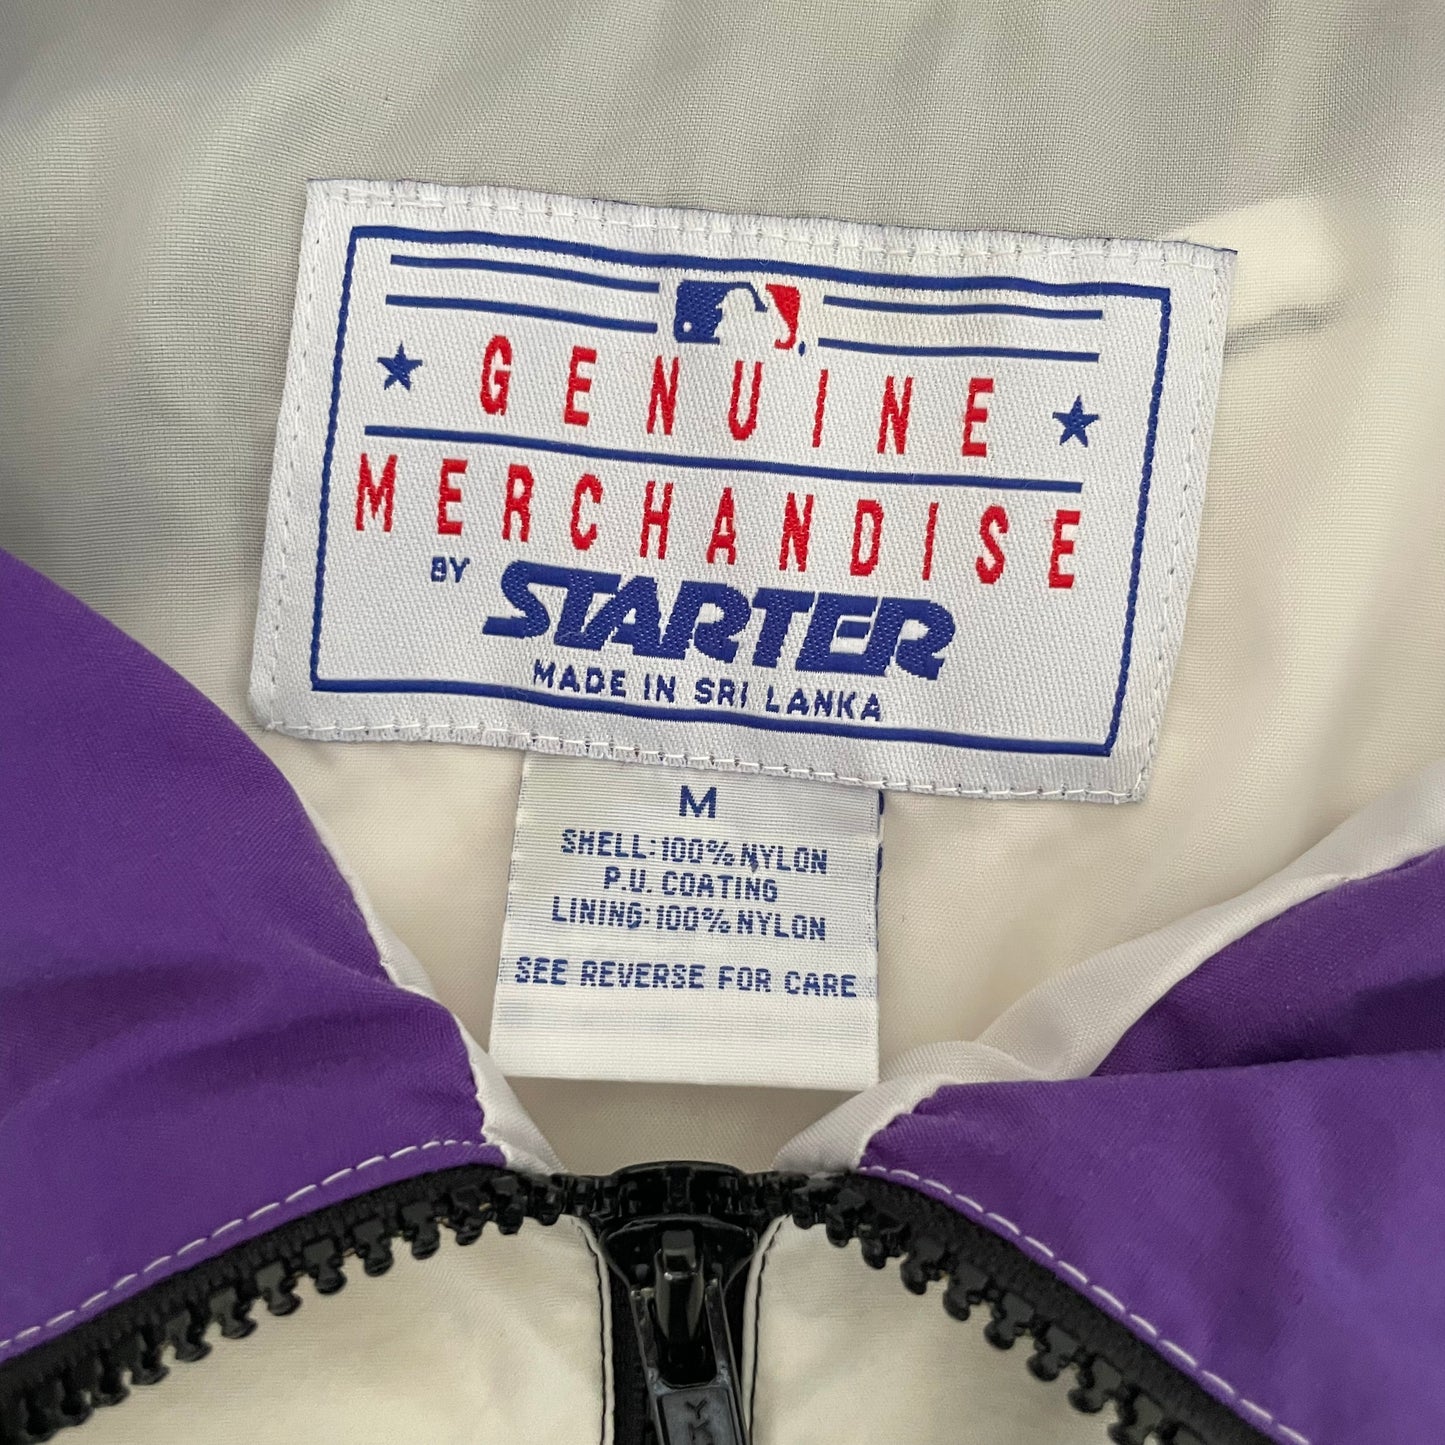 GENUINE
MERCHANDISE
BY STARTER
MADE IN SRI LANKA
M
SHELL:100% NYLON
P.U. COATING
LINING:100% NYLON
SEE REVERSE FOR CARE